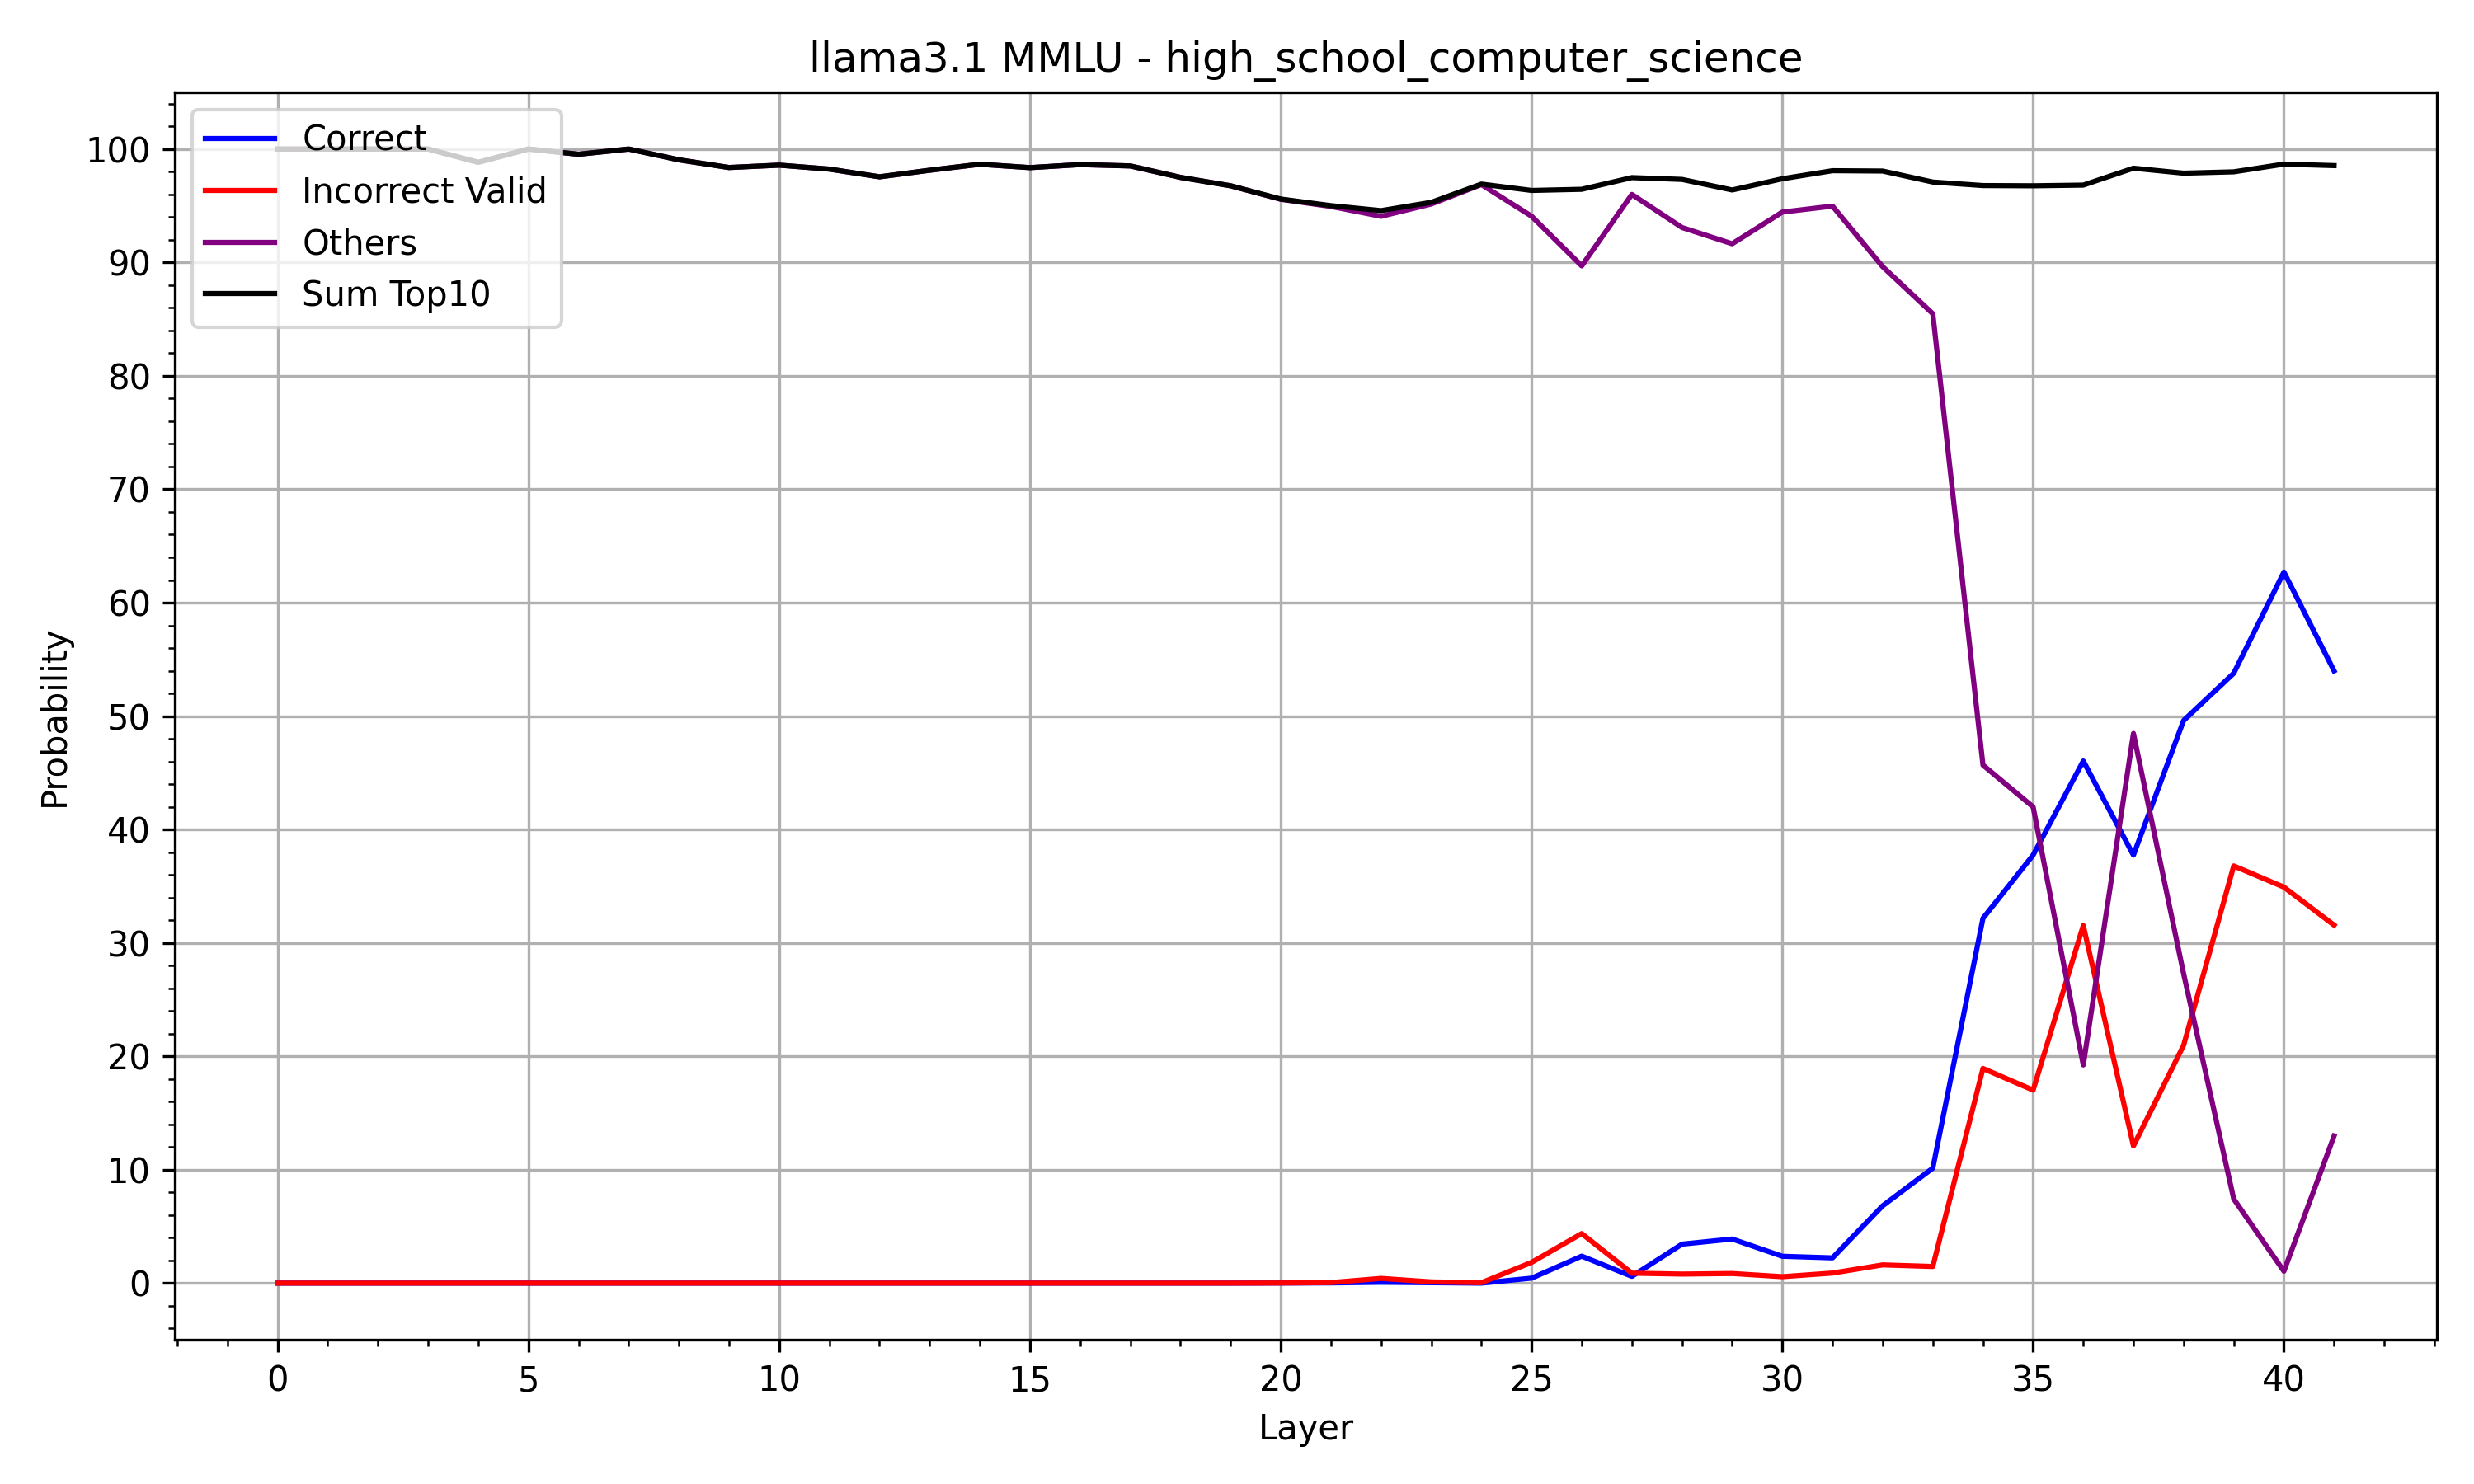 llama3.1 MMLU - high_school_computer_science
Correct
Incorrect Valid
Others
Sum Top10
100
90
80
70
60
50
40
30
20
10
0
Probability
0 5 10 15 20 25 30 35 40
Layer